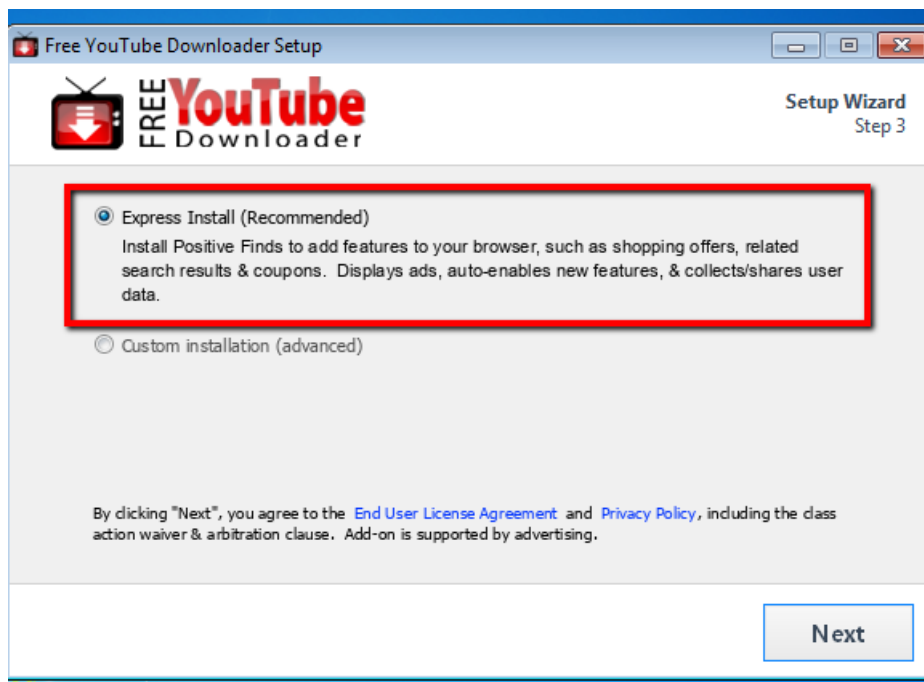 Free YouTube Downloader Setup
FREE YouTube
Downloader
Setup Wizard
Step 3
Express Install (Recommended)
Install Positive Finds to add features to your browser, such as shopping offers, related
search results & coupons. Displays ads, auto-enables new features, & collects/shares user
data.
Custom installation (advanced)
By clicking "Next", you agree to the End User License Agreement and Privacy Policy, including the class
action waiver & arbitration clause. Add-on is supported by advertising.
Next